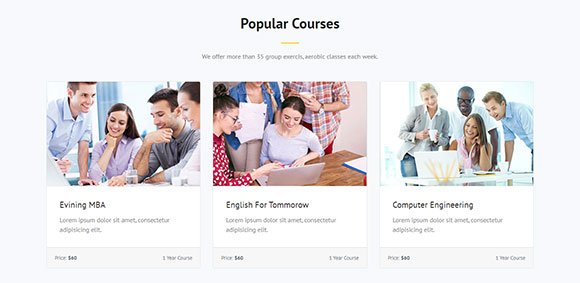 Popular Courses
We offer more than 35 group exercis, aerobic classes each week.
Evining MBA
Lorem ipsum dolor sit amet, consectetur
adipisicing elit.
Price: $60 1 Year Course
English For Tommorow
Lorem ipsum dolor sit amet, consectetur
adipisicing elit.
Price: $60 1 Year Course
Computer Engineering
Lorem ipsum dolor sit amet, consectetur
adipisicing elit.
Price: $60 1 Year Course